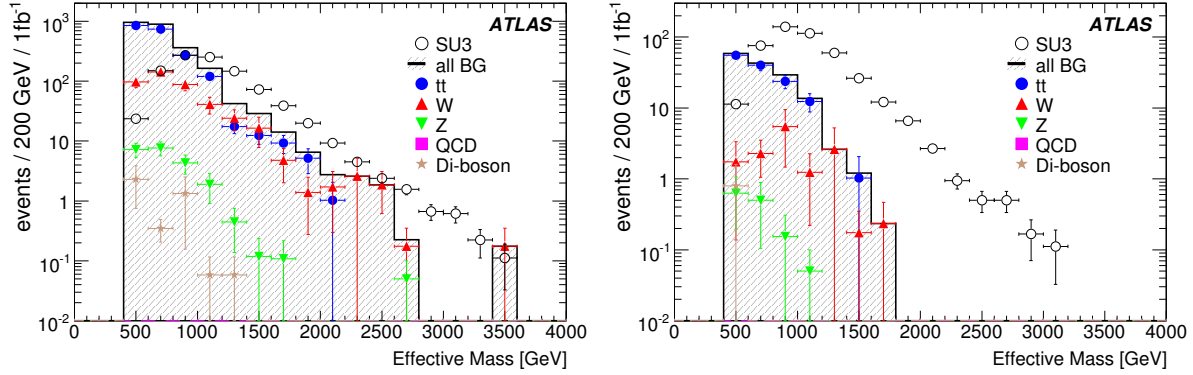 events / 200 GeV / 1fb⁻¹
10³
10²
10
1
10⁻¹
10⁻²
ATLAS
SU3
all BG
tt
W
Z
QCD
Di-boson
0 500 1000 1500 2000 2500 3000 3500 4000
Effective Mass [GeV]
events / 200 GeV / 1fb⁻¹
10²
10
1
10⁻¹
10⁻²
ATLAS
SU3
all BG
tt
W
Z
QCD
Di-boson
0 500 1000 1500 2000 2500 3000 3500 4000
Effective Mass [GeV]